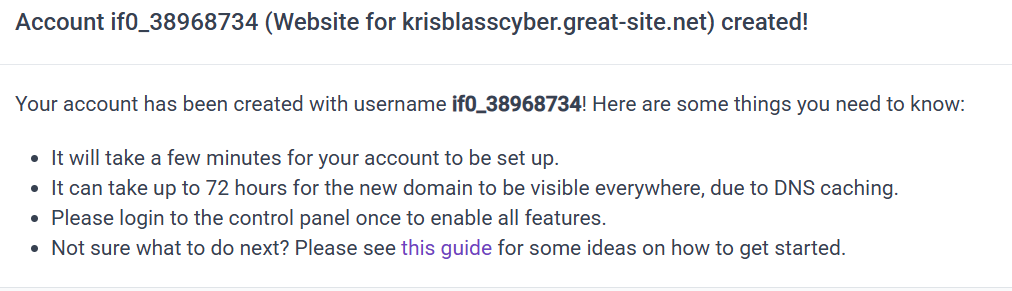 Account if0_38968734 (Website for krisblasscyber.great-site.net) created!
Your account has been created with username if0_38968734! Here are some things you need to know:
• It will take a few minutes for your account to be set up.
• It can take up to 72 hours for the new domain to be visible everywhere, due to DNS caching.
• Please login to the control panel once to enable all features.
• Not sure what to do next? Please see this guide for some ideas on how to get started.